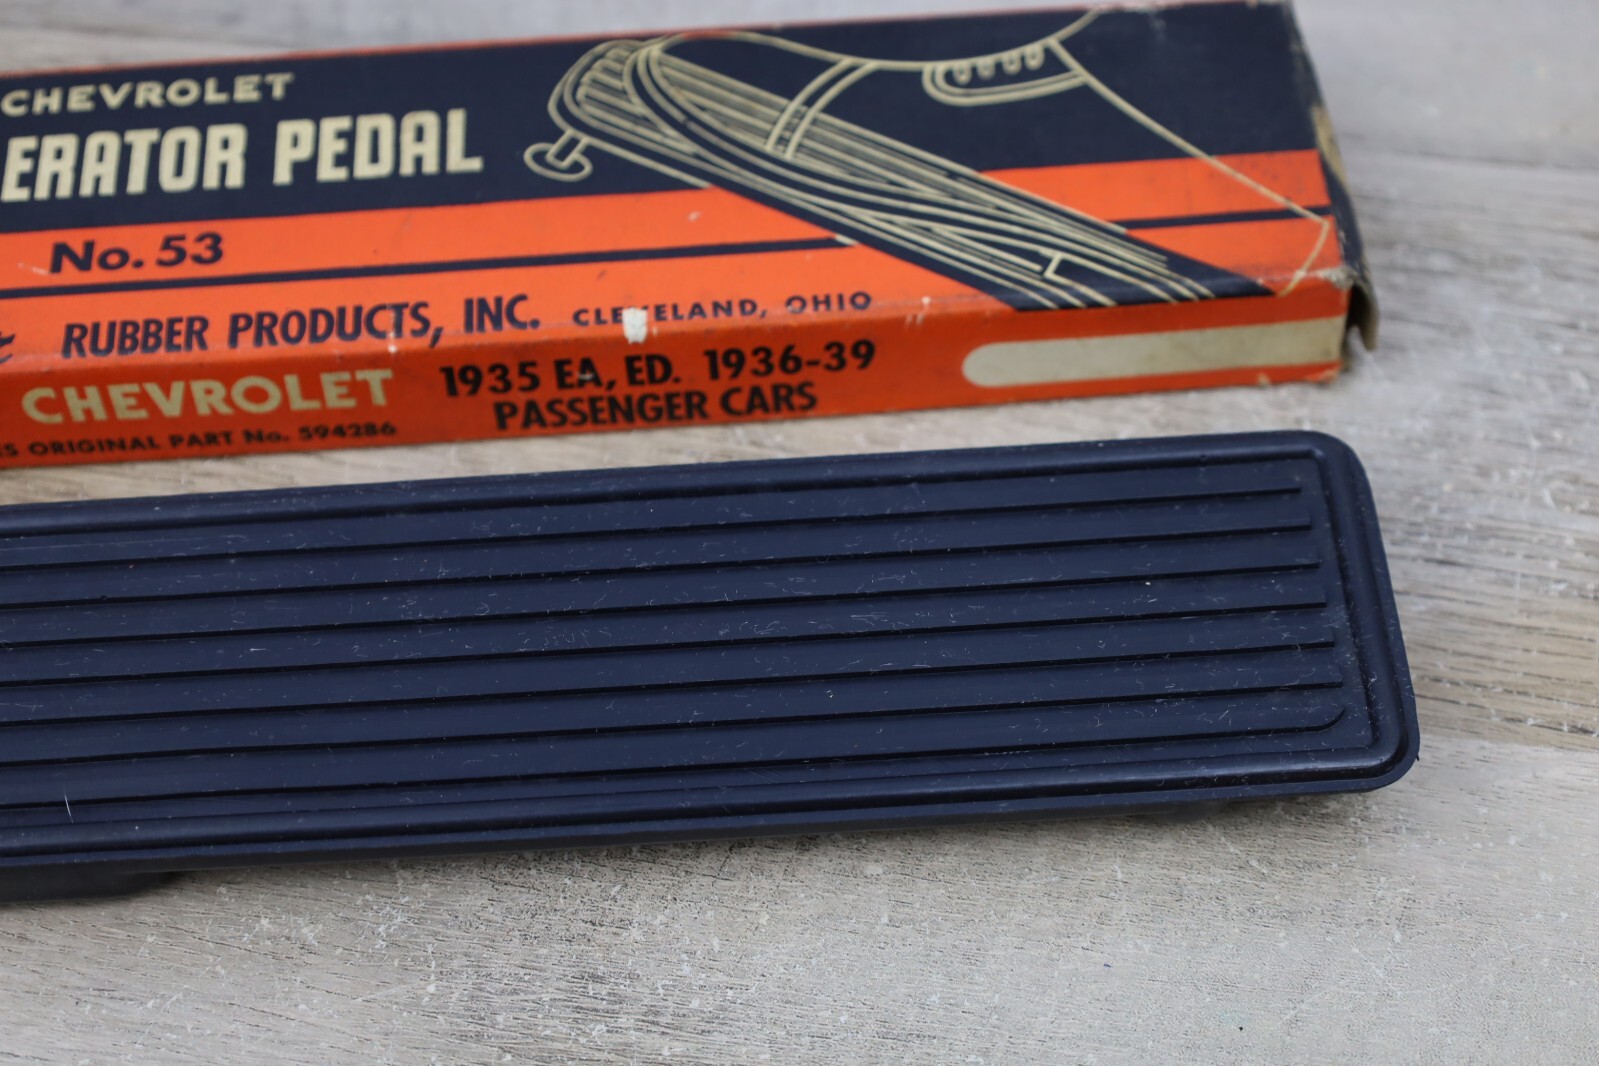 CHEVROLET
ERATOR PEDAL
No. 53
RUBBER PRODUCTS, INC. CLEVELAND, OHIO
CHEVROLET 1935 EA, ED. 1936-39
PASSENGER CARS
ORIGINAL PART No. 594286